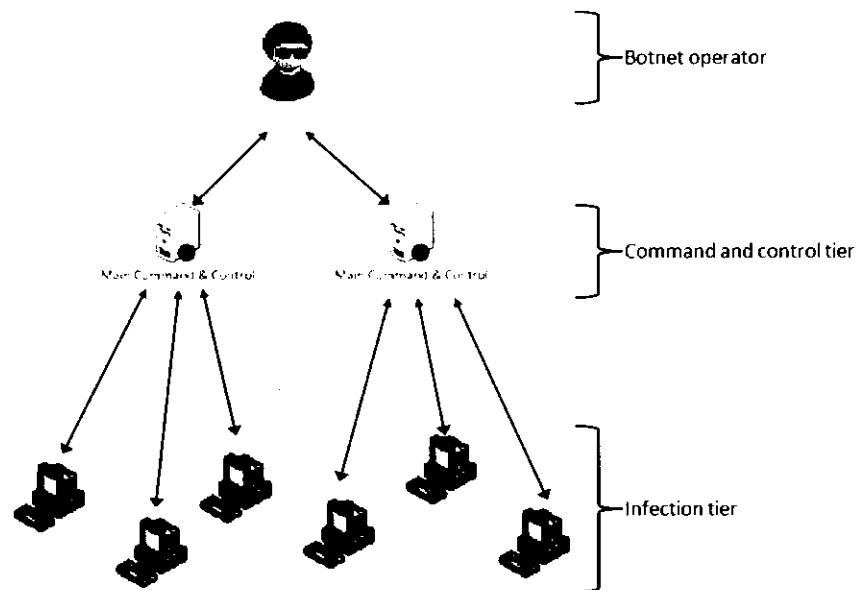 Botnet operator
Command and control tier
Main Command & Control
Main Command & Control
Infection tier